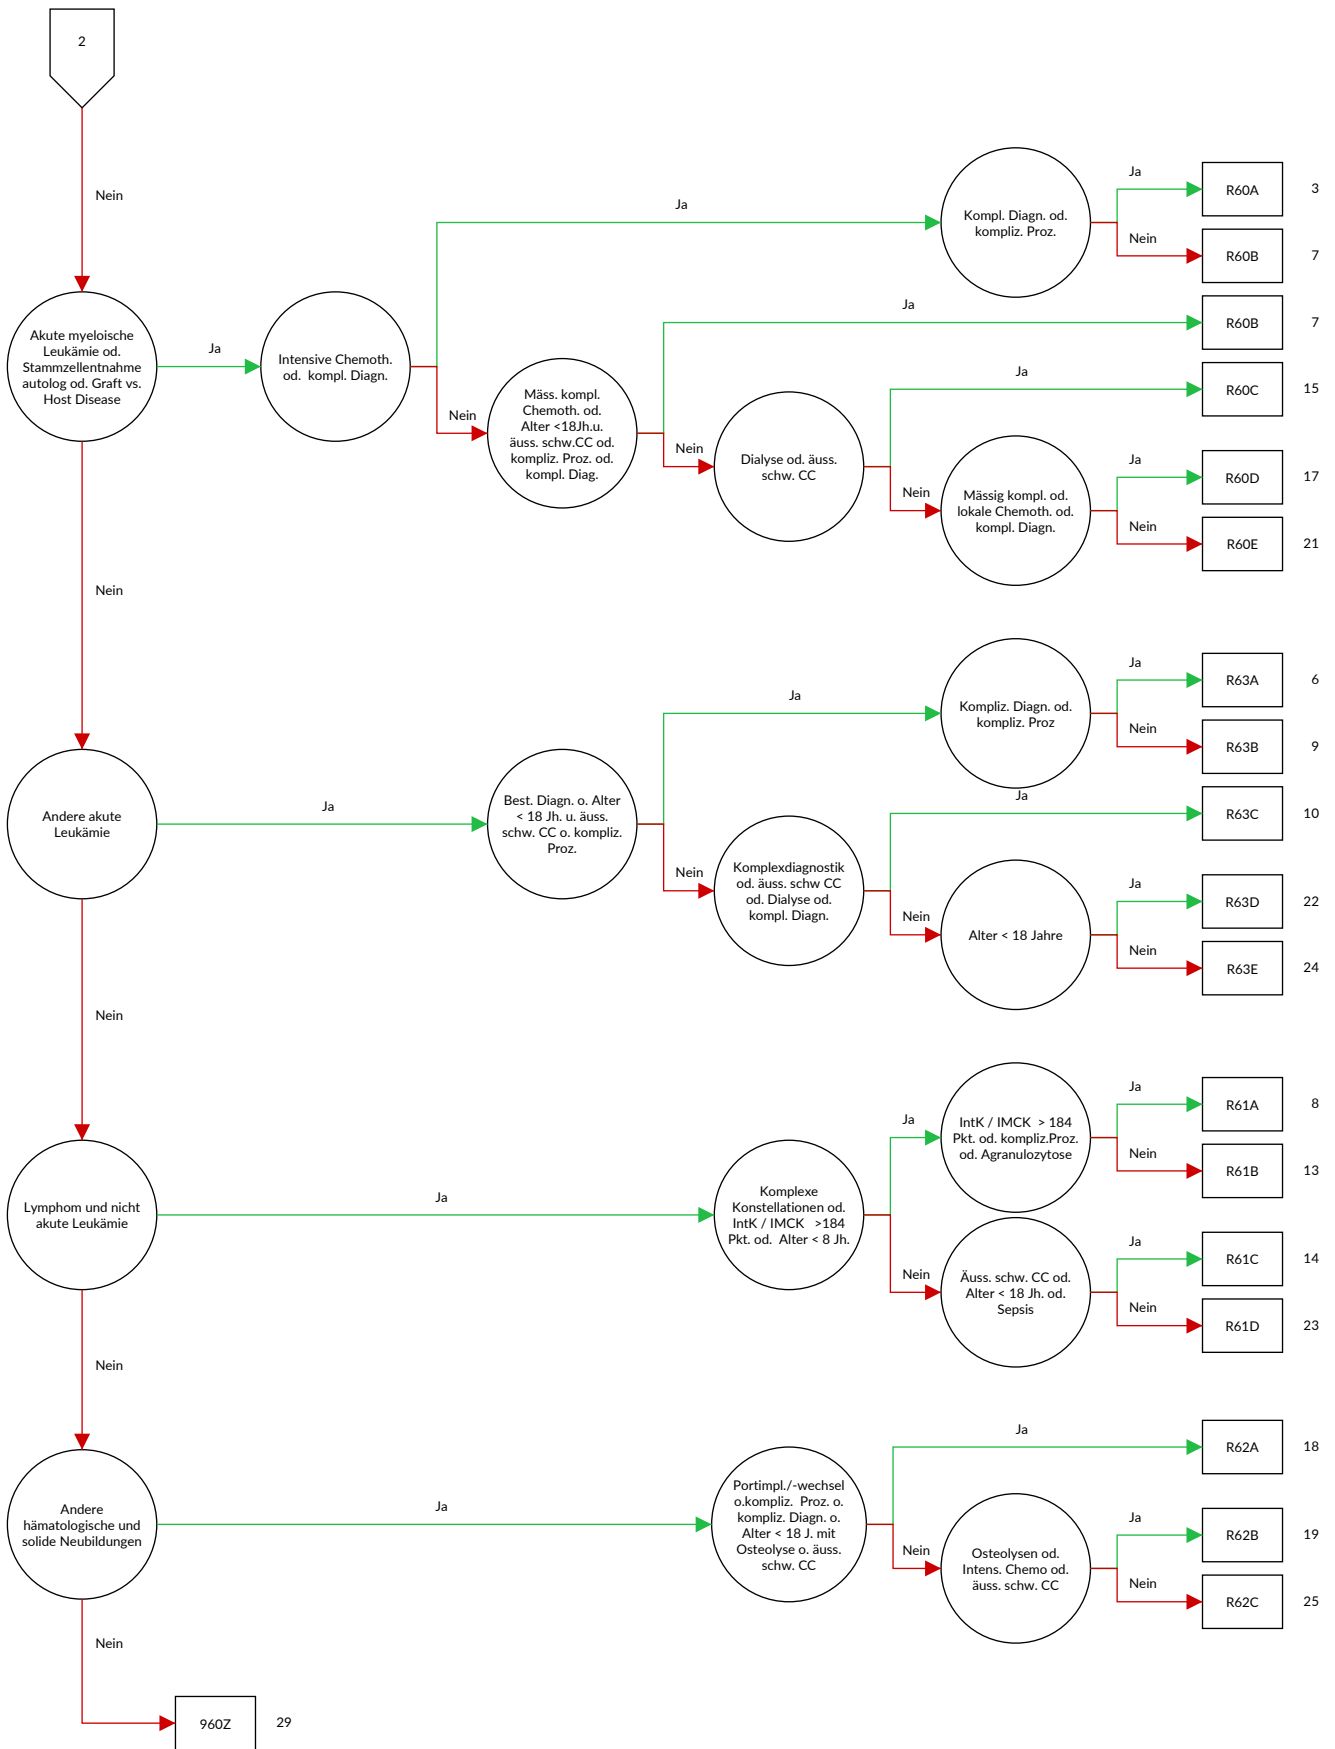 2
Nein
Akute myeloische
Leukämie od.
Stammzellentnahme
autolog od. Graft vs.
Host Disease
Ja
Intensive Chemoth.
od. kompl. Diagn.
Ja
Kompl. Diagn. od.
kompliz. Proz.
Ja
R60A
3
Nein
R60B
7
Nein
Mäss. kompl.
Chemoth. od.
Alter <18Jh.u.
äuss. schw.CC od.
kompliz. Proz. od.
kompl. Diag.
Ja
R60B
7
Nein
Dialyse od. äuss.
schw. CC
Ja
R60C
15
Nein
Mässig kompl. od.
lokale Chemoth. od.
kompl. Diagn.
Ja
R60D
17
Nein
R60E
21
Nein
Andere akute
Leukämie
Ja
Best. Diagn. o. Alter
< 18 Jh. u. äuss.
schw. CC o. kompliz.
Proz.
Ja
Kompliz. Diagn. od.
kompliz. Proz
Ja
R63A
6
Nein
R63B
9
Nein
Komplexdiagnostik
od. äuss. schw CC
od. Dialyse od.
kompl. Diagn.
Ja
R63C
10
Nein
Alter < 18 Jahre
Ja
R63D
22
Nein
R63E
24
Nein
Lymphom und nicht
akute Leukämie
Ja
Komplexe
Konstellationen od.
IntK / IMCK >184
Pkt. od. Alter < 8 Jh.
Ja
IntK / IMCK > 184
Pkt. od. kompliz.Proz.
od. Agranulozytose
Ja
R61A
8
Nein
R61B
13
Nein
Äuss. schw. CC od.
Alter < 18 Jh. od.
Sepsis
Ja
R61C
14
Nein
R61D
23
Nein
Andere
hämatologische und
solide Neubildungen
Ja
Portimpl./-wechsel
o.kompliz. Proz. o.
kompliz. Diagn. o.
Alter < 18 J. mit
Osteolyse o. äuss.
schw. CC
Ja
R62A
18
Nein
Osteolysen od.
Intens. Chemo od.
äuss. schw. CC
Ja
R62B
19
Nein
R62C
25
Nein
960Z
29